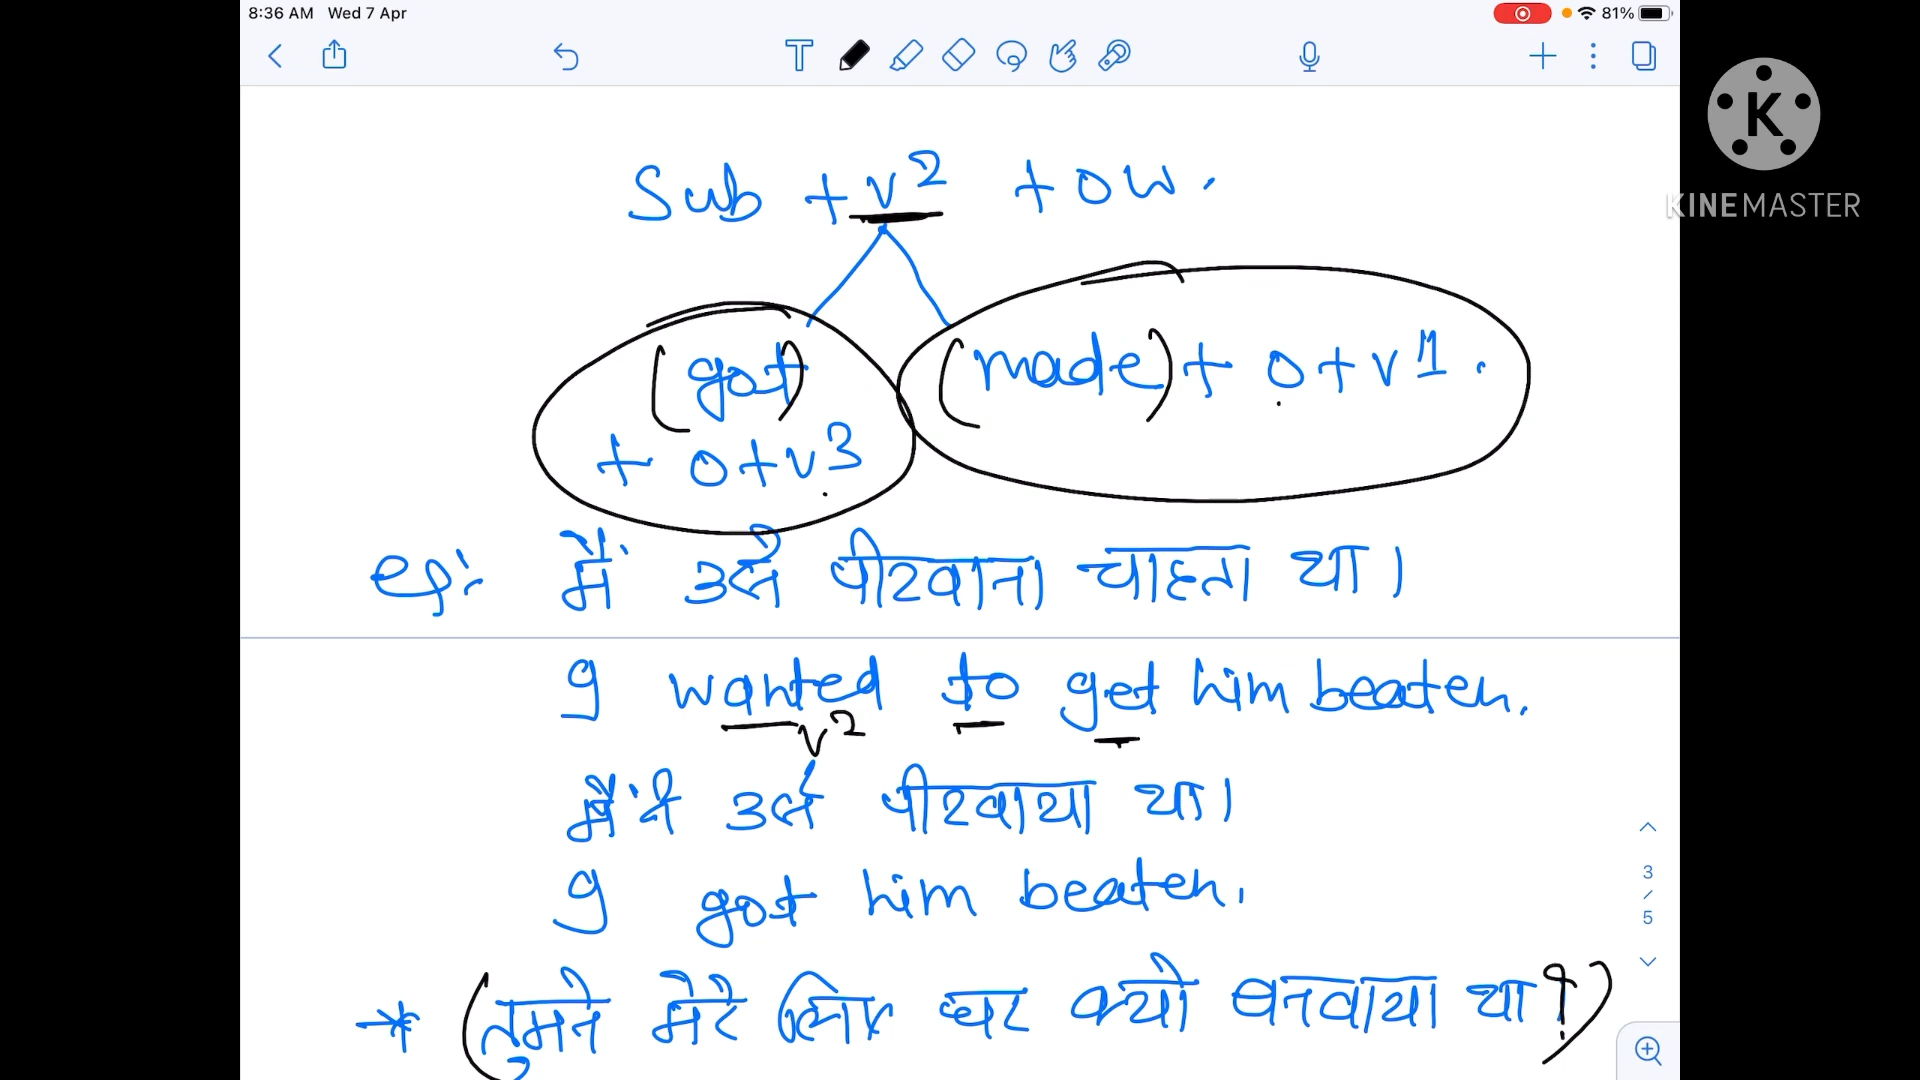 8:36 AM Wed 7 Apr
81%
K
KINEMASTER
Sub + v2 + ow.
(got) (made) + o + v1.
+ o + v3
eg: मैं उसे पीटवाना चाहता था।
I wanted to get him beaten.
v2
मैंने उसे पीटवाया था।
3
/
5
I got him beaten.
* (तुमने मेरे लिए घर क्यों बनवाया था?)